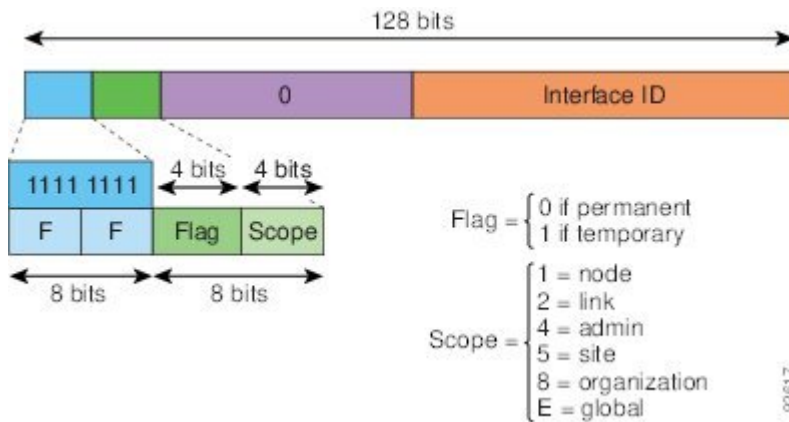 128 bits
0
Interface ID
4 bits
4 bits
1111 1111
F
F
Flag
Scope
8 bits
8 bits
Flag =
0 if permanent
1 if temporary
Scope =
1 = node
2 = link
4 = admin
5 = site
8 = organization
E = global